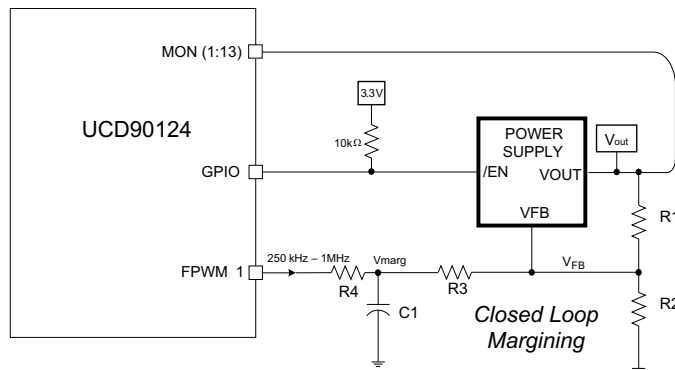 MON (1:13)
3.3V
UCD90124
10kΩ
POWER
SUPPLY
Vout
GPIO
/EN
VOUT
VFB
R1
250 kHz – 1MHz
Vmarg
VFB
FPWM 1
R4
R3
C1
R2
Closed Loop
Margining